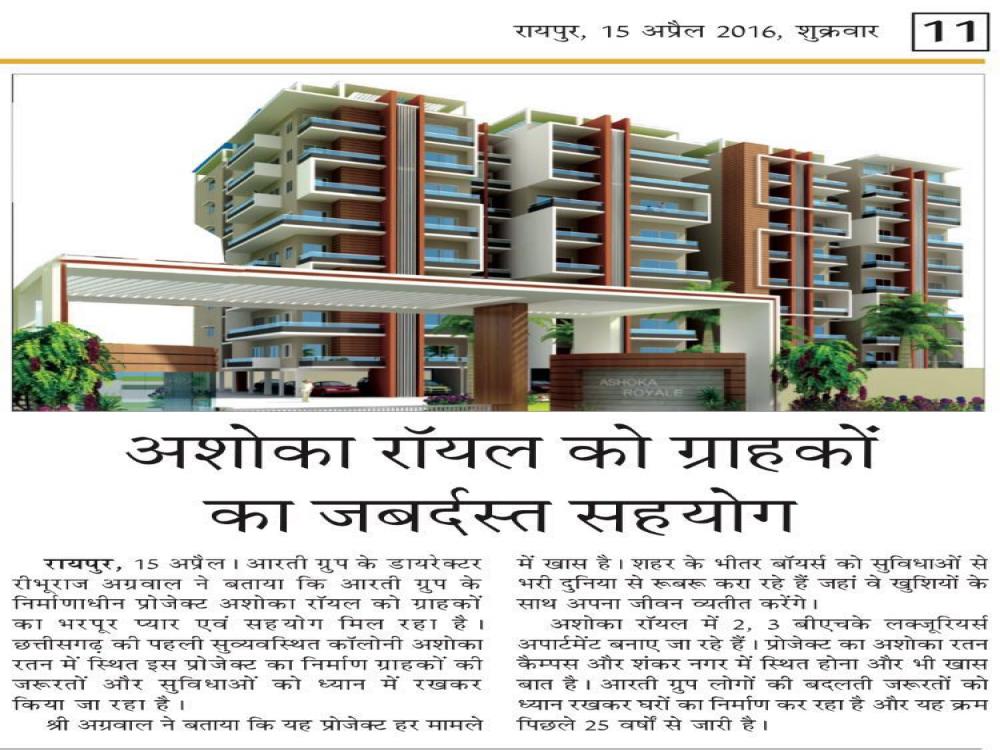 रायपुर, 15 अप्रैल 2016, शुक्रवार 11
ASHOKA
ROYALE
अशोका रॉयल को ग्राहकों
का जबर्दस्त सहयोग
रायपुर, 15 अप्रैल। आरती ग्रुप के डायरेक्टर
रीभूराज अग्रवाल ने बताया कि आरती ग्रुप के
निर्माणाधीन प्रोजेक्ट अशोका रॉयल को ग्राहकों
का भरपूर प्यार एवं सहयोग मिल रहा है।
छत्तीसगढ़ की पहली सुव्यवस्थित कॉलोनी अशोका
रतन में स्थित इस प्रोजेक्ट का निर्माण ग्राहकों की
जरूरतों और सुविधाओं को ध्यान में रखकर
किया जा रहा है।
श्री अग्रवाल ने बताया कि यह प्रोजेक्ट हर मामले
में खास है। शहर के भीतर बॉयर्स को सुविधाओं से
भरी दुनिया से रूबरू करा रहे हैं जहां वे खुशियों के
साथ अपना जीवन व्यतीत करेंगे।
अशोका रॉयल में 2, 3 बीएचके लक्जूरियर्स
अपार्टमेंट बनाए जा रहे हैं। प्रोजेक्ट का अशोका रतन
कैम्पस और शंकर नगर में स्थित होना और भी खास
बात है। आरती ग्रुप लोगों की बदलती जरूरतों को
ध्यान रखकर घरों का निर्माण कर रहा है और यह क्रम
पिछले 25 वर्षों से जारी है।